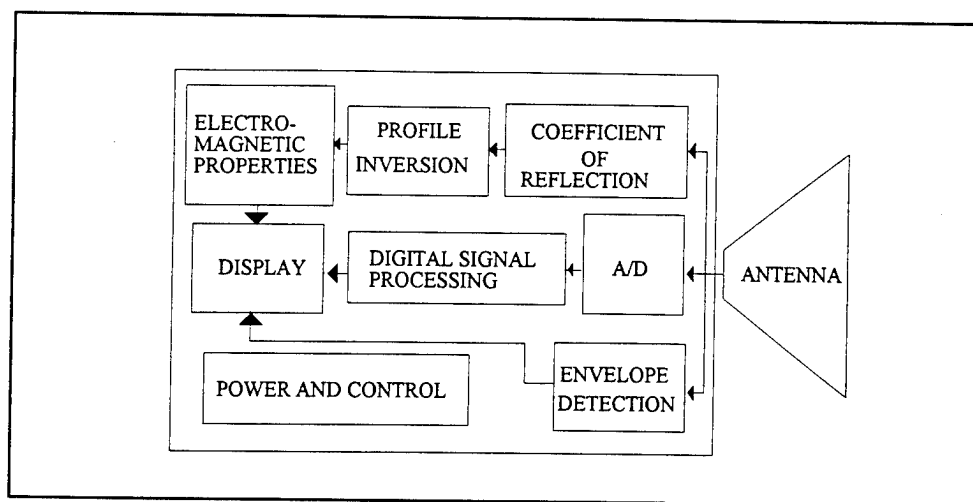 ELECTRO-
MAGNETIC
PROPERTIES
PROFILE
INVERSION
COEFFICIENT
OF
REFLECTION
DISPLAY
DIGITAL SIGNAL
PROCESSING
A/D
ANTENNA
POWER AND CONTROL
ENVELOPE
DETECTION